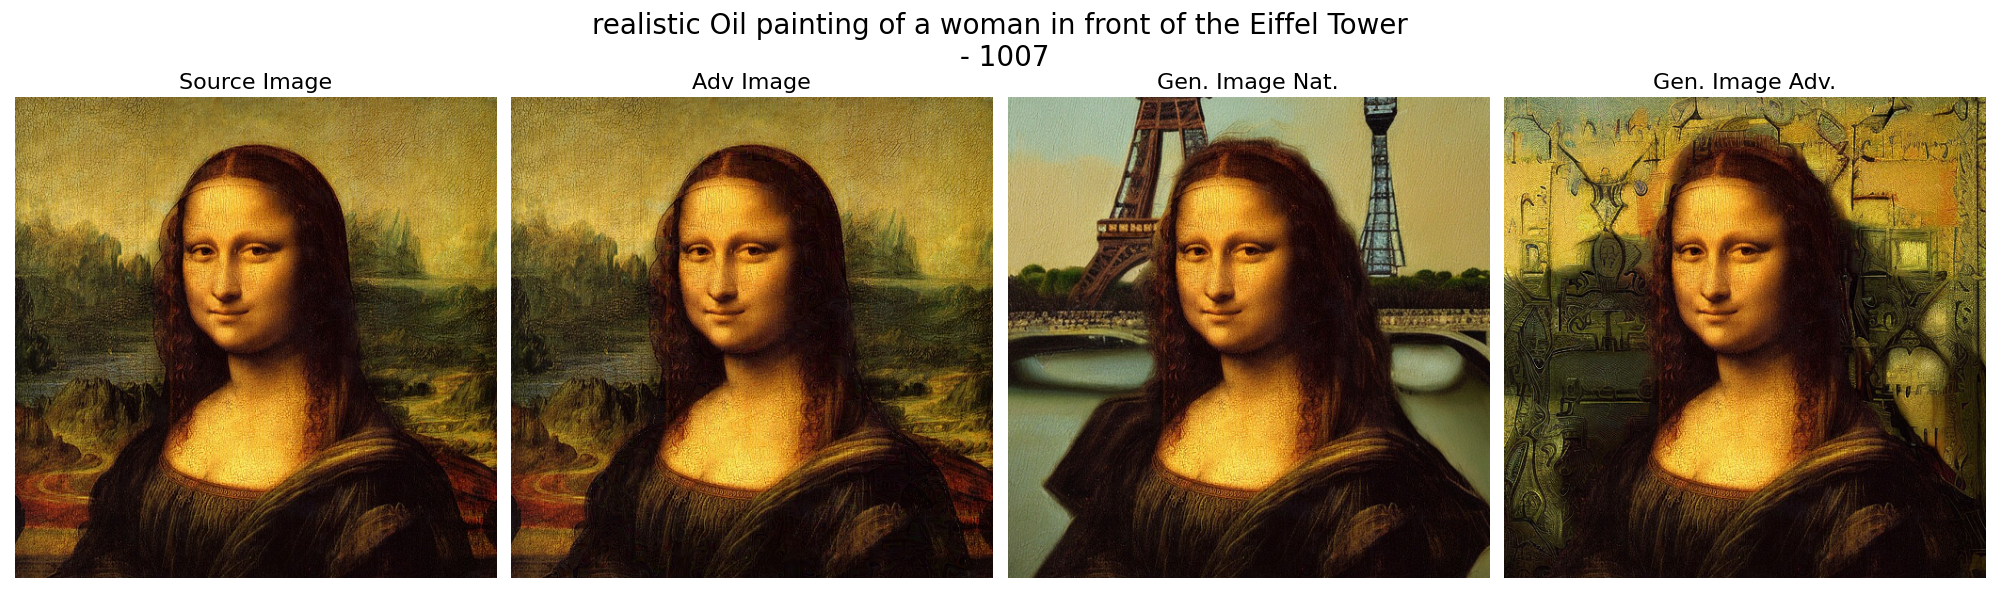 realistic Oil painting of a woman in front of the Eiffel Tower
- 1007
Source Image
Adv Image
Gen. Image Nat.
Gen. Image Adv.